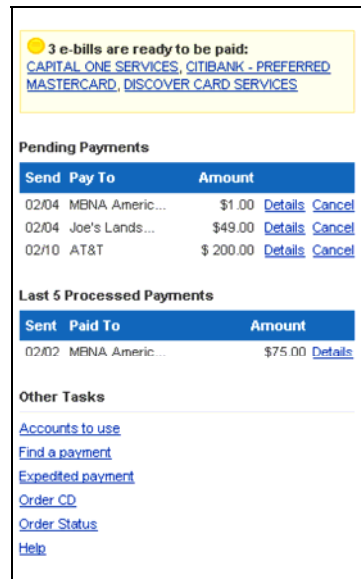 3 e-bills are ready to be paid:
CAPITAL ONE SERVICES, CITIBANK - PREFERRED
MASTERCARD, DISCOVER CARD SERVICES
Pending Payments
Send Pay To Amount
02/04 MBNA Americ... $1.00 Details Cancel
02/04 Joe's Lands... $49.00 Details Cancel
02/10 AT&T $ 200.00 Details Cancel
Last 5 Processed Payments
Sent Paid To Amount
02/02 MBNA Americ... $75.00 Details
Other Tasks
Accounts to use
Find a payment
Expedited payment
Order CD
Order Status
Help